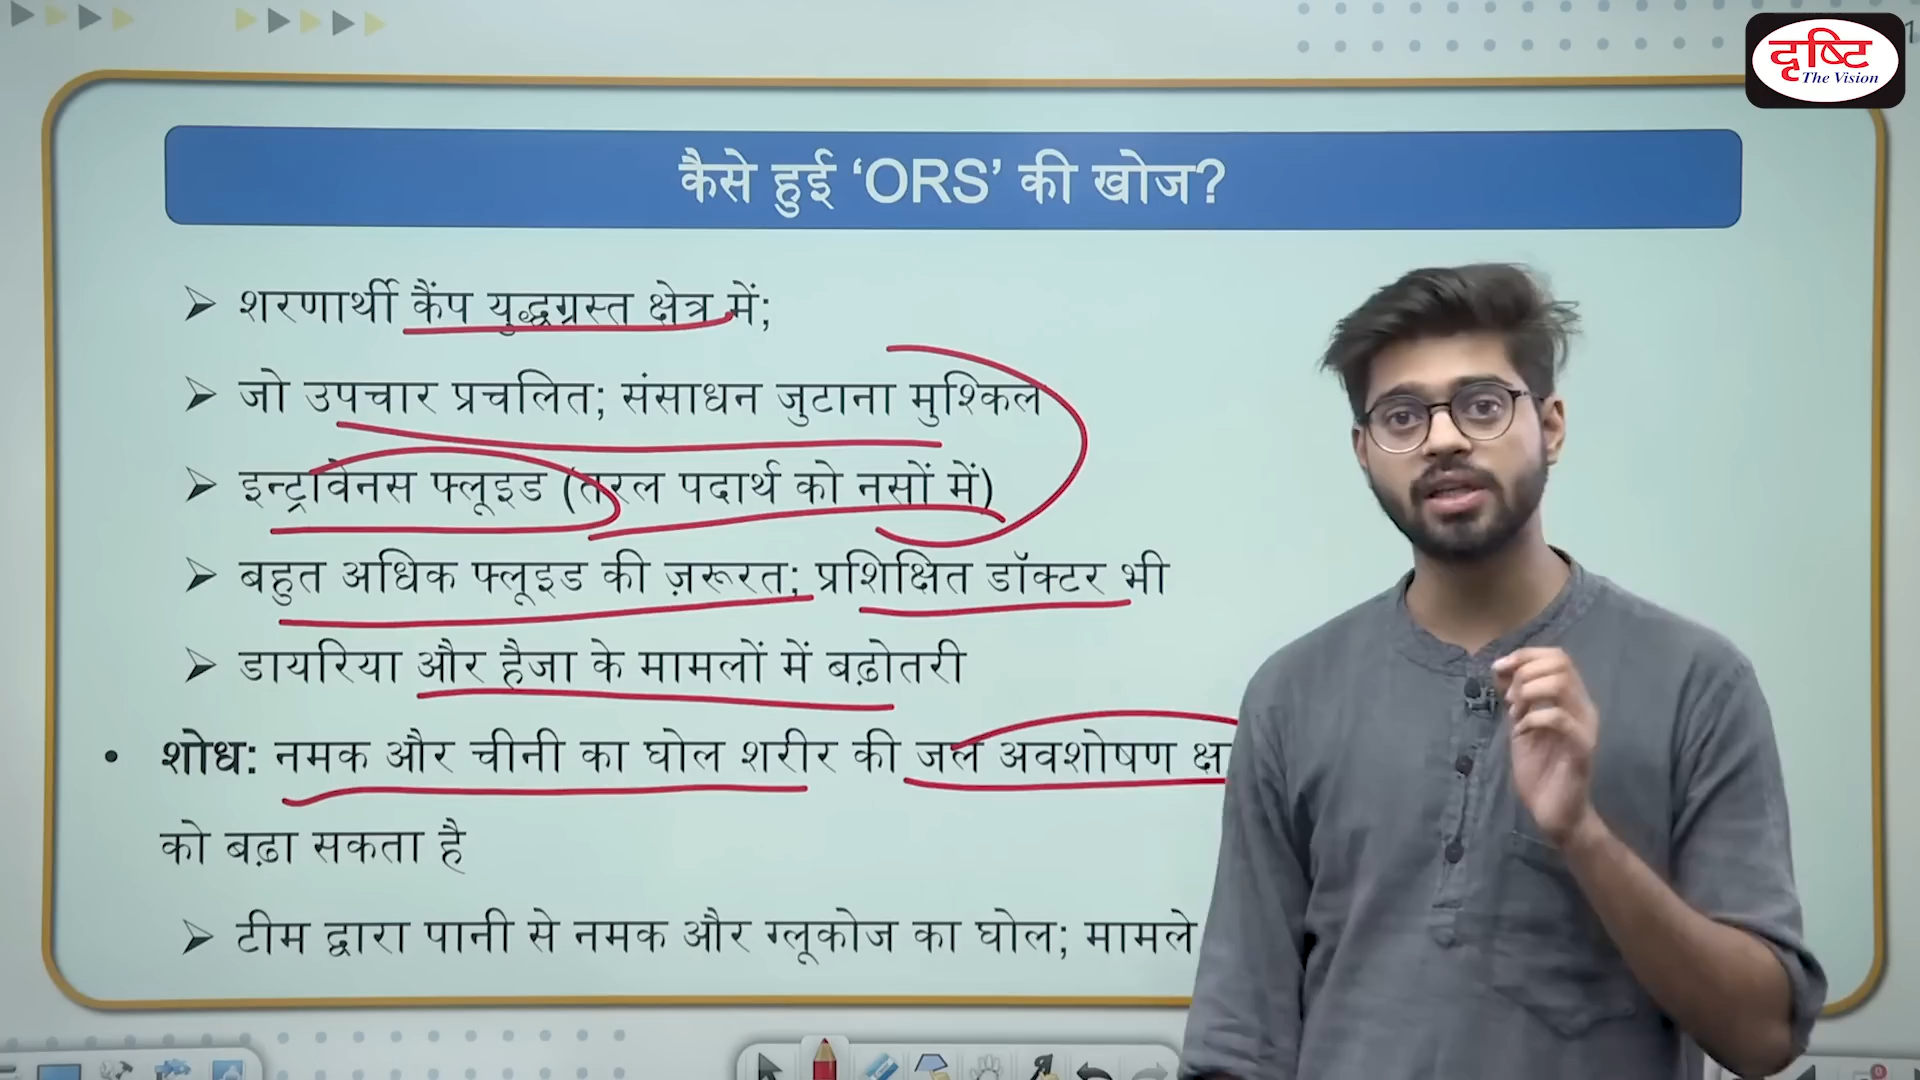 दृष्टि
The Vision
कैसे हुई ‘ORS’ की खोज?
➢ शरणार्थी कैंप युद्धग्रस्त क्षेत्र में;
➢ जो उपचार प्रचलित; संसाधन जुटाना मुश्किल
➢ इन्ट्रावेनस फ्लूइड (तरल पदार्थ को नसों में)
➢ बहुत अधिक फ्लूइड की ज़रूरत; प्रशिक्षित डॉक्टर भी
➢ डायरिया और हैजा के मामलों में बढ़ोतरी
• शोध: नमक और चीनी का घोल शरीर की जल अवशोषण
को बढ़ा सकता है
➢ टीम द्वारा पानी से नमक और ग्लूकोज का घोल; मामले